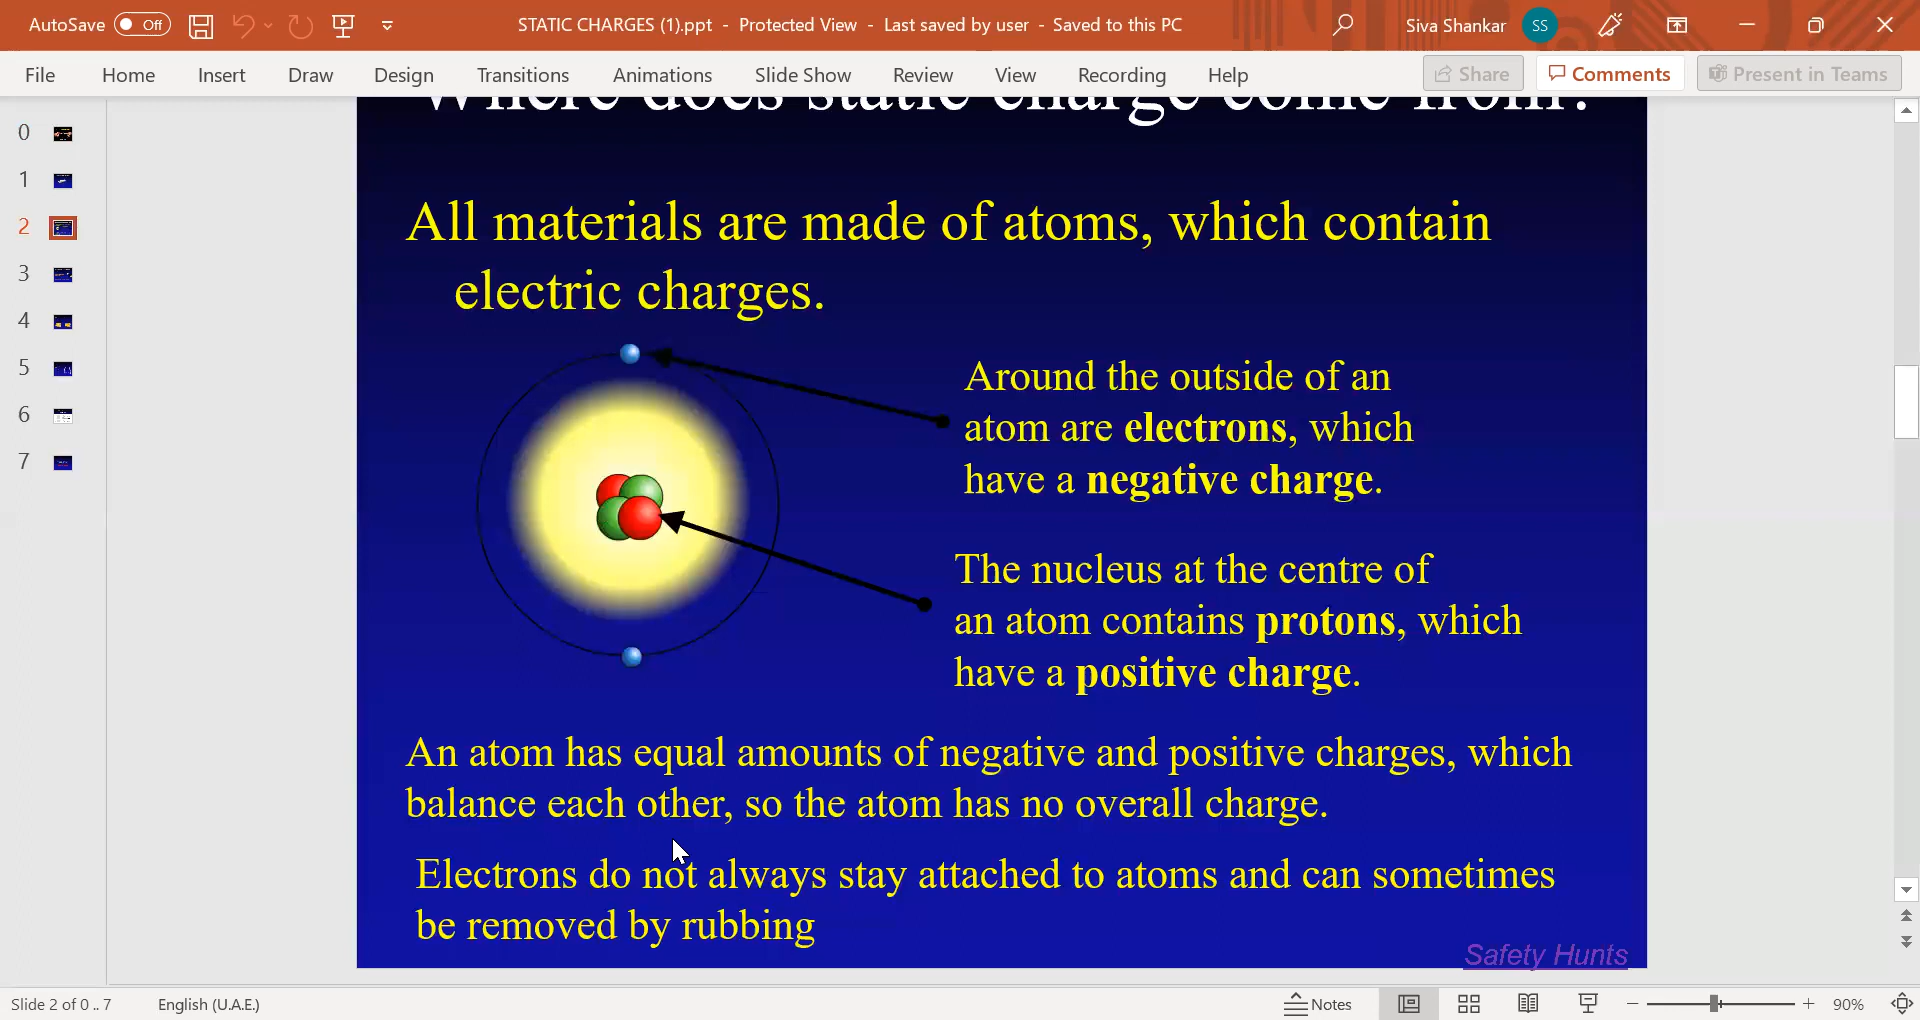 AutoSave Off STATIC CHARGES (1).ppt - Protected View - Last saved by user - Saved to this PC Siva Shankar SS
File Home Insert Draw Design Transitions Animations Slide Show Review View Recording Help Share Comments Present in Teams
Where does static charge come from?
0
1
2
3
4
5
6
7
All materials are made of atoms, which contain
electric charges.
Around the outside of an
atom are electrons, which
have a negative charge.
The nucleus at the centre of
an atom contains protons, which
have a positive charge.
An atom has equal amounts of negative and positive charges, which
balance each other, so the atom has no overall charge.
Electrons do not always stay attached to atoms and can sometimes
be removed by rubbing
Safety Hunts
Slide 2 of 0 .. 7 English (U.A.E.) Notes 90%